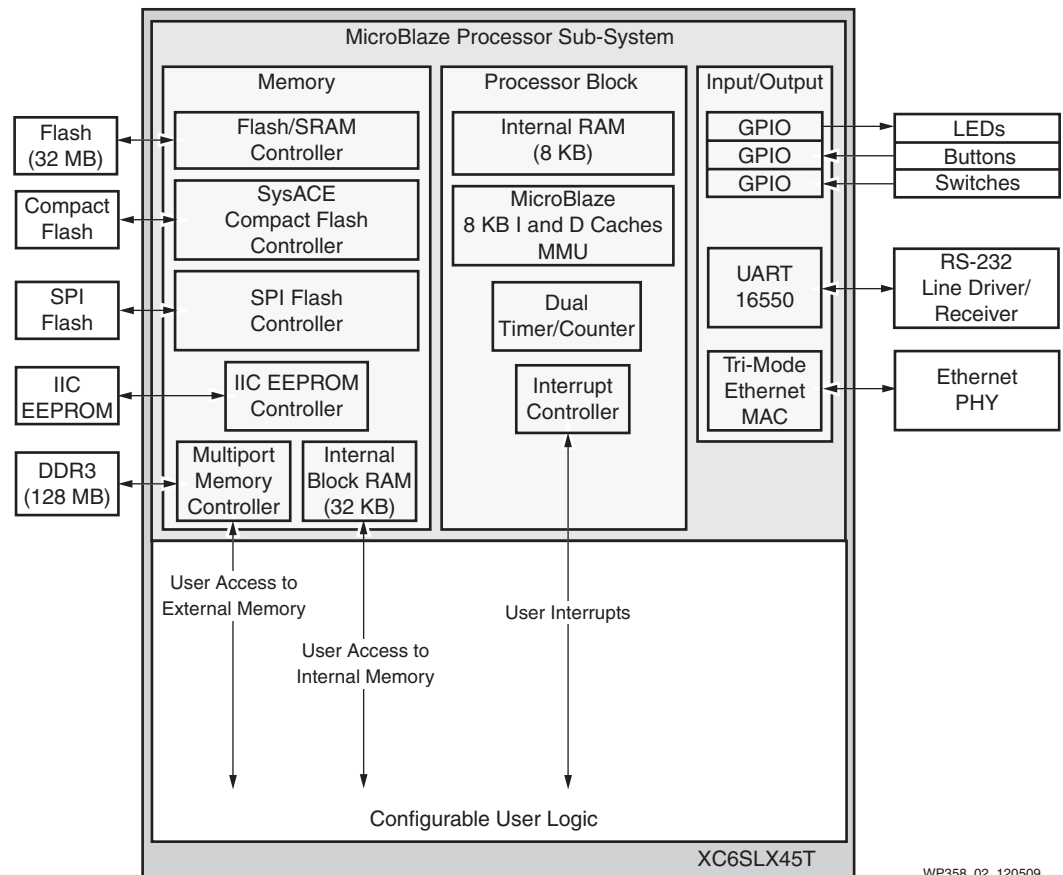 MicroBlaze Processor Sub-System
Memory
Processor Block
Input/Output
Flash
(32 MB)
Flash/SRAM
Controller
Compact
Flash
SysACE
Compact Flash
Controller
SPI
Flash
SPI Flash
Controller
IIC
EEPROM
IIC EEPROM
Controller
DDR3
(128 MB)
Multiport
Memory
Controller
Internal
Block RAM
(32 KB)
Internal RAM
(8 KB)
MicroBlaze
8 KB I and D Caches
MMU
Dual
Timer/Counter
Interrupt
Controller
GPIO
GPIO
GPIO
LEDs
Buttons
Switches
UART
16550
RS-232
Line Driver/
Receiver
Tri-Mode
Ethernet
MAC
Ethernet
PHY
User Access to
External Memory
User Access to
Internal Memory
User Interrupts
Configurable User Logic
XC6SLX45T
WP358_02_120509